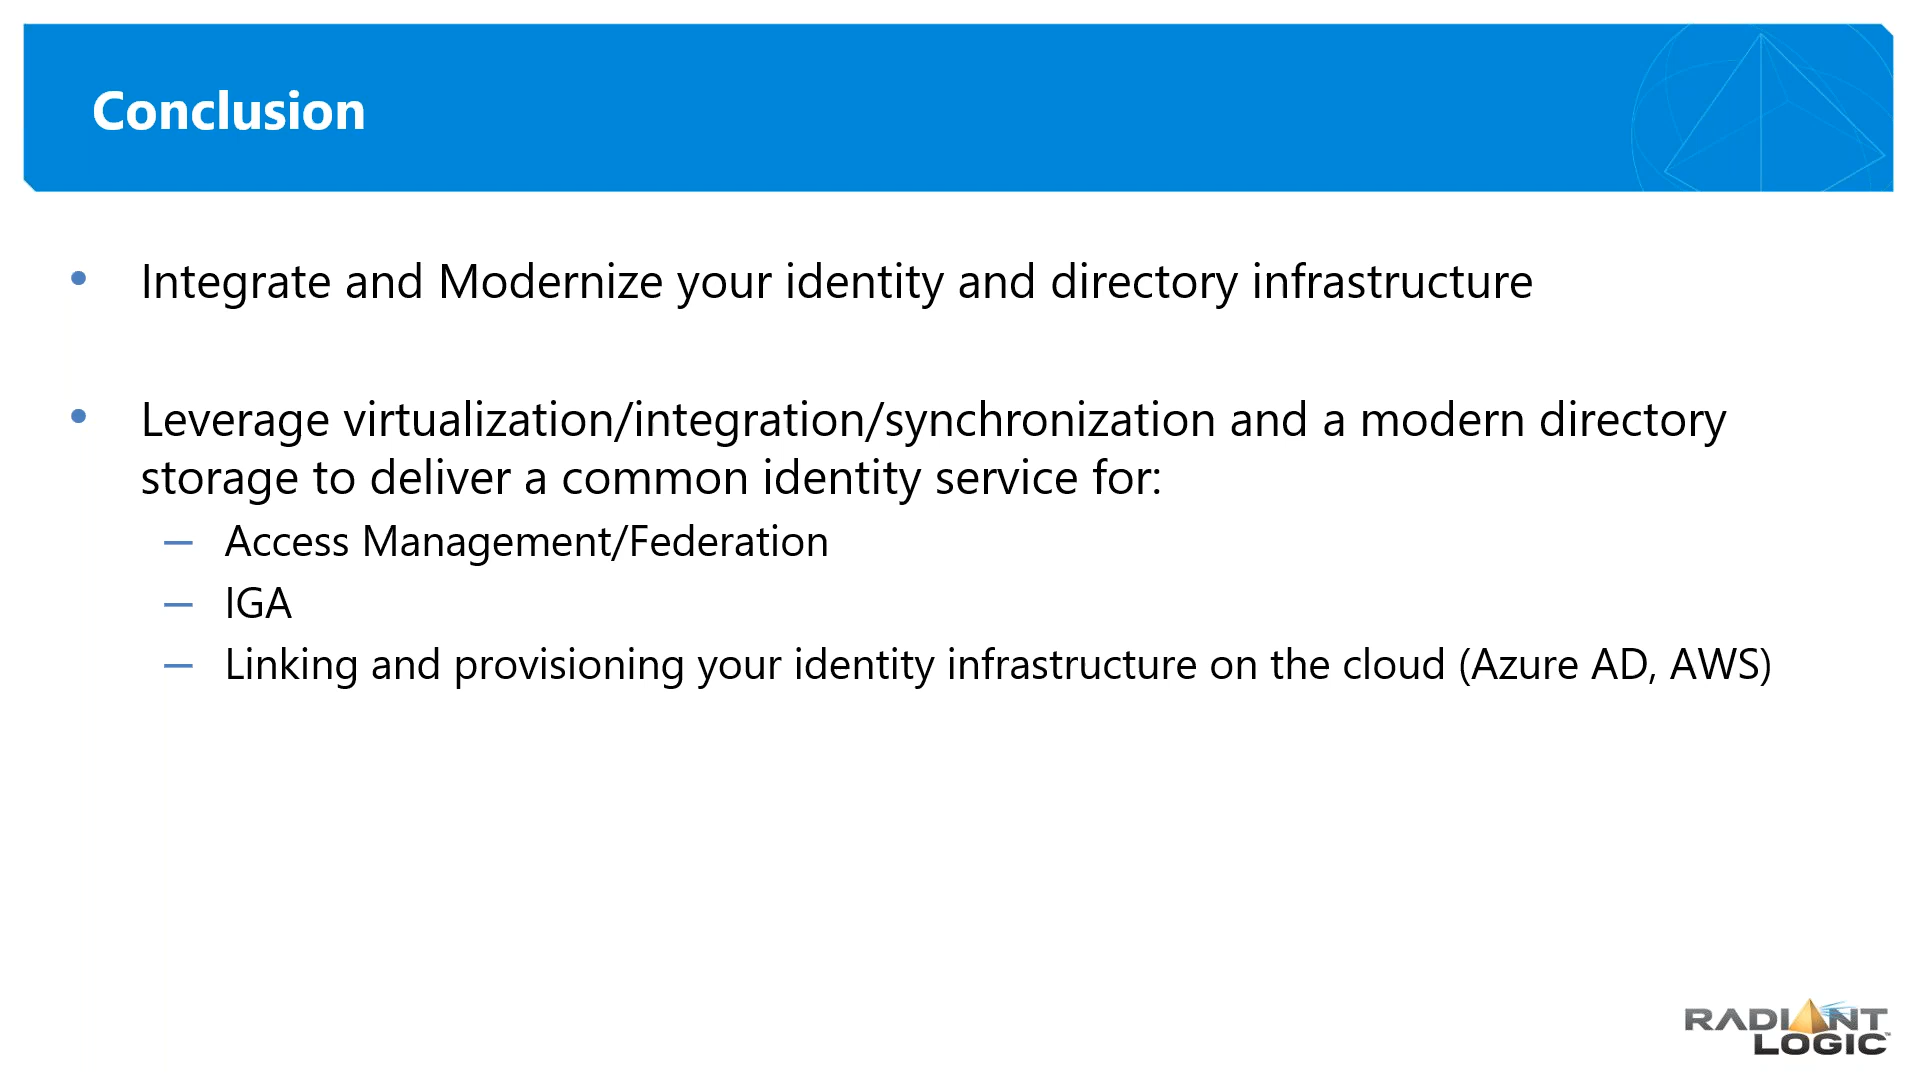 Conclusion
• Integrate and Modernize your identity and directory infrastructure
• Leverage virtualization/integration/synchronization and a modern directory
storage to deliver a common identity service for:
– Access Management/Federation
– IGA
– Linking and provisioning your identity infrastructure on the cloud (Azure AD, AWS)
RADIANT
LOGIC™